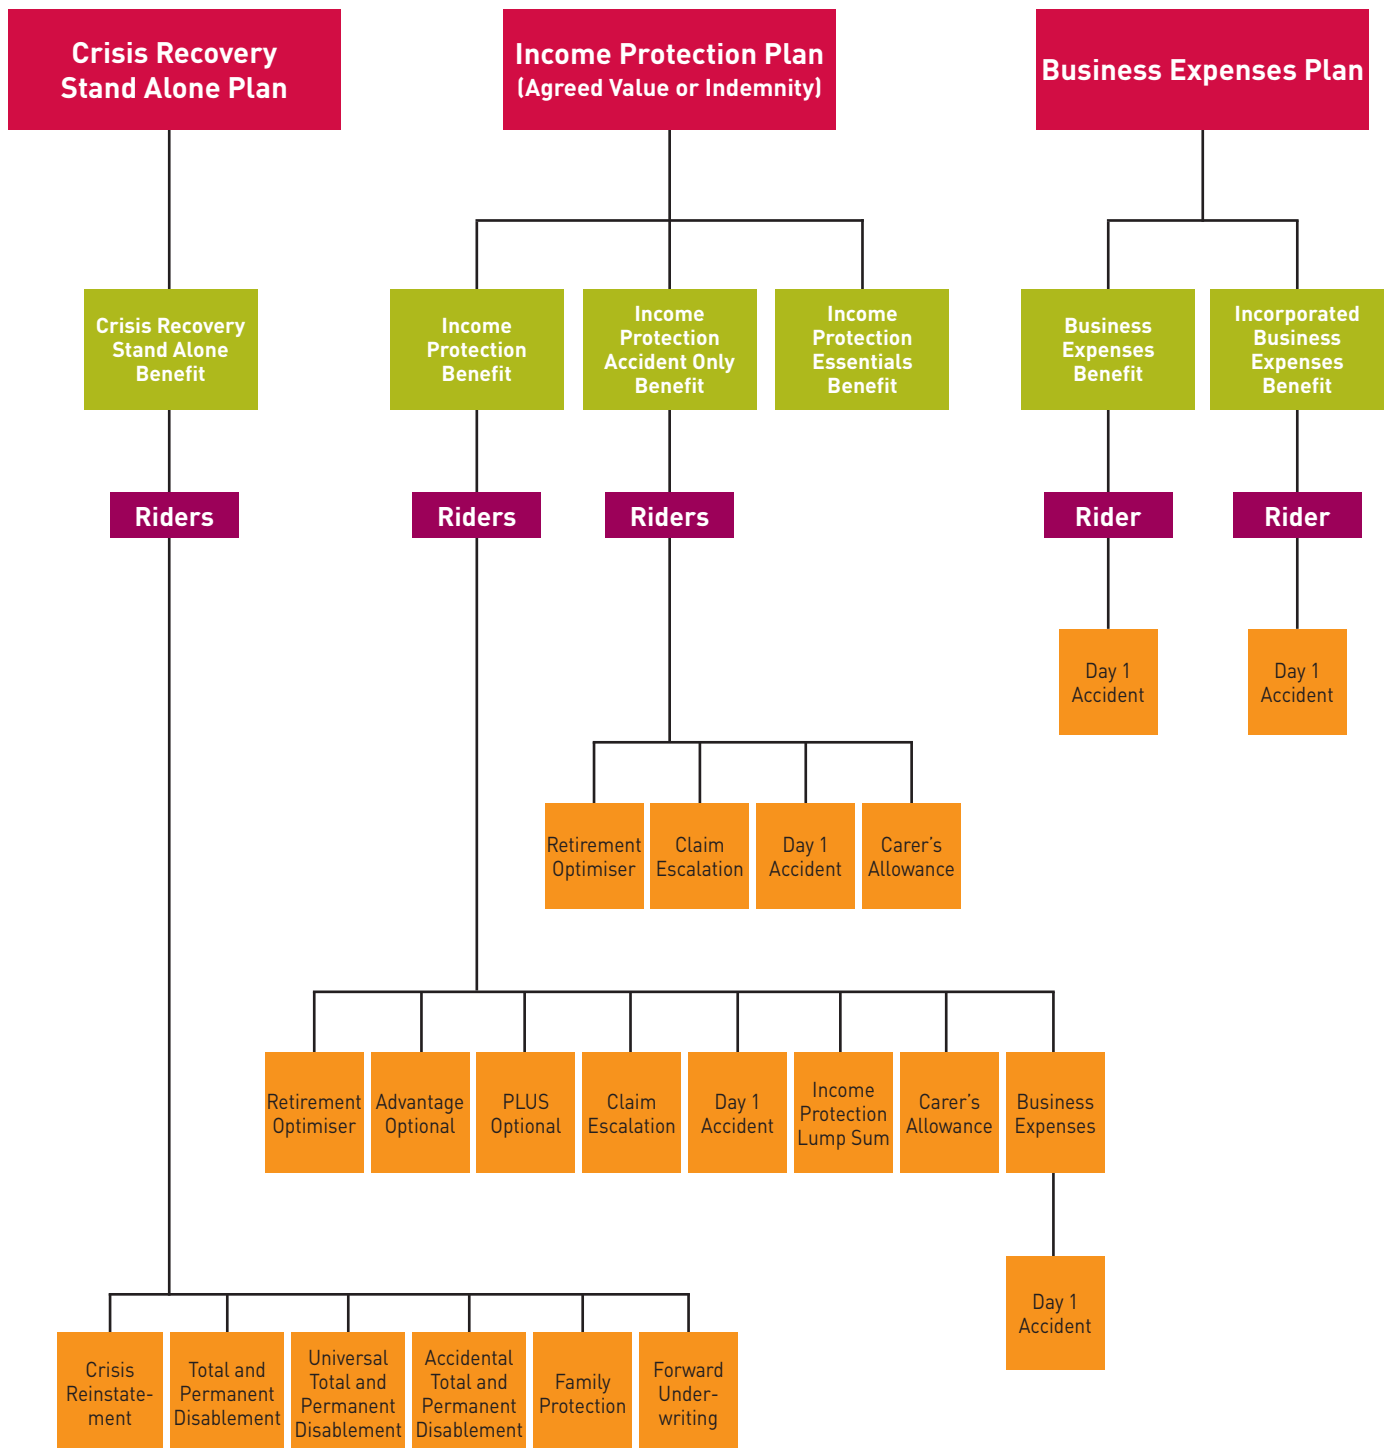 Crisis Recovery
Stand Alone Plan
Income Protection Plan
(Agreed Value or Indemnity)
Business Expenses Plan
Crisis Recovery
Stand Alone
Benefit
Income
Protection
Benefit
Income
Protection
Accident Only
Benefit
Income
Protection
Essentials
Benefit
Business
Expenses
Benefit
Incorporated
Business
Expenses
Benefit
Riders
Riders
Riders
Rider
Rider
Day 1
Accident
Day 1
Accident
Retirement
Optimiser
Claim
Escalation
Day 1
Accident
Carer’s
Allowance
Retirement
Optimiser
Advantage
Optional
PLUS
Optional
Claim
Escalation
Day 1
Accident
Income
Protection
Lump Sum
Carer’s
Allowance
Business
Expenses
Day 1
Accident
Crisis
Reinstate-
ment
Total and
Permanent
Disablement
Universal
Total and
Permanent
Disablement
Accidental
Total and
Permanent
Disablement
Family
Protection
Forward
Under-
writing